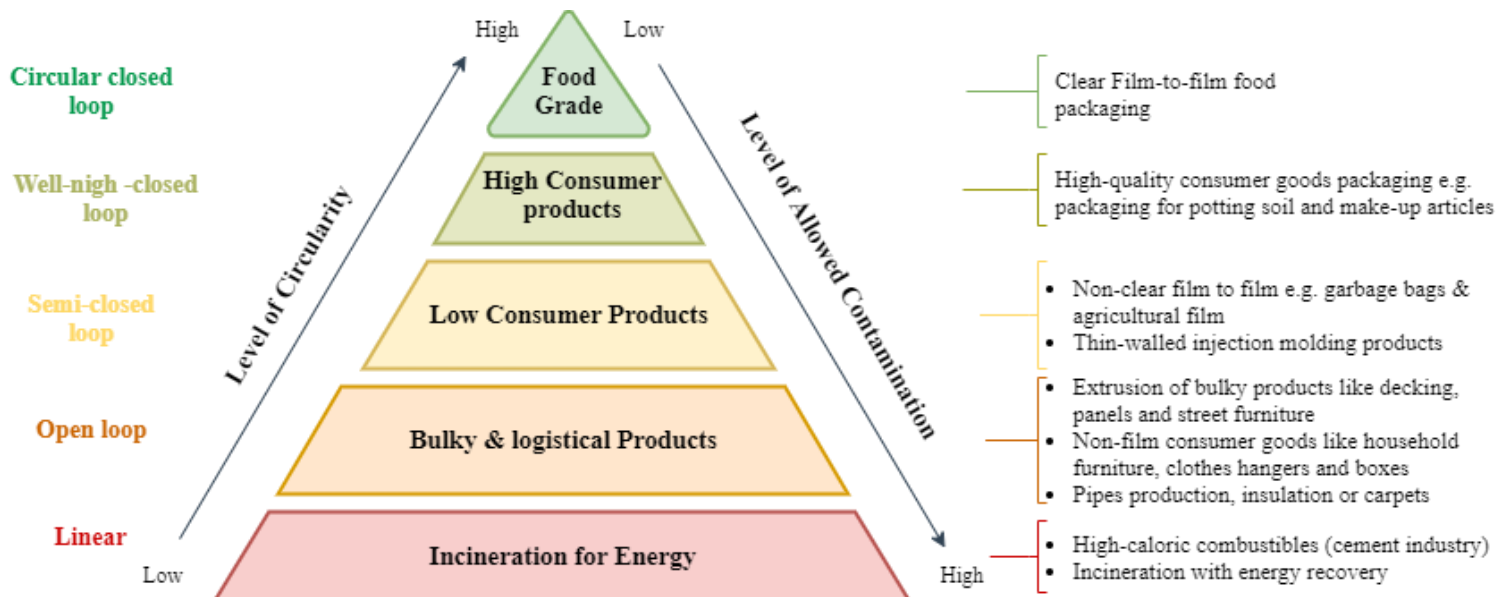 High
Low
Circular closed
loop
Food
Grade
Clear Film-to-film food
packaging
Well-nigh -closed
loop
High Consumer
products
High-quality consumer goods packaging e.g.
packaging for potting soil and make-up articles
Level of Circularity
Level of Allowed Contamination
Semi-closed
loop
Low Consumer Products
• Non-clear film to film e.g. garbage bags &
agricultural film
• Thin-walled injection molding products
Open loop
Bulky & logistical Products
• Extrusion of bulky products like decking,
panels and street furniture
• Non-film consumer goods like household
furniture, clothes hangers and boxes
• Pipes production, insulation or carpets
Linear
Low
Incineration for Energy
High
• High-caloric combustibles (cement industry)
• Incineration with energy recovery